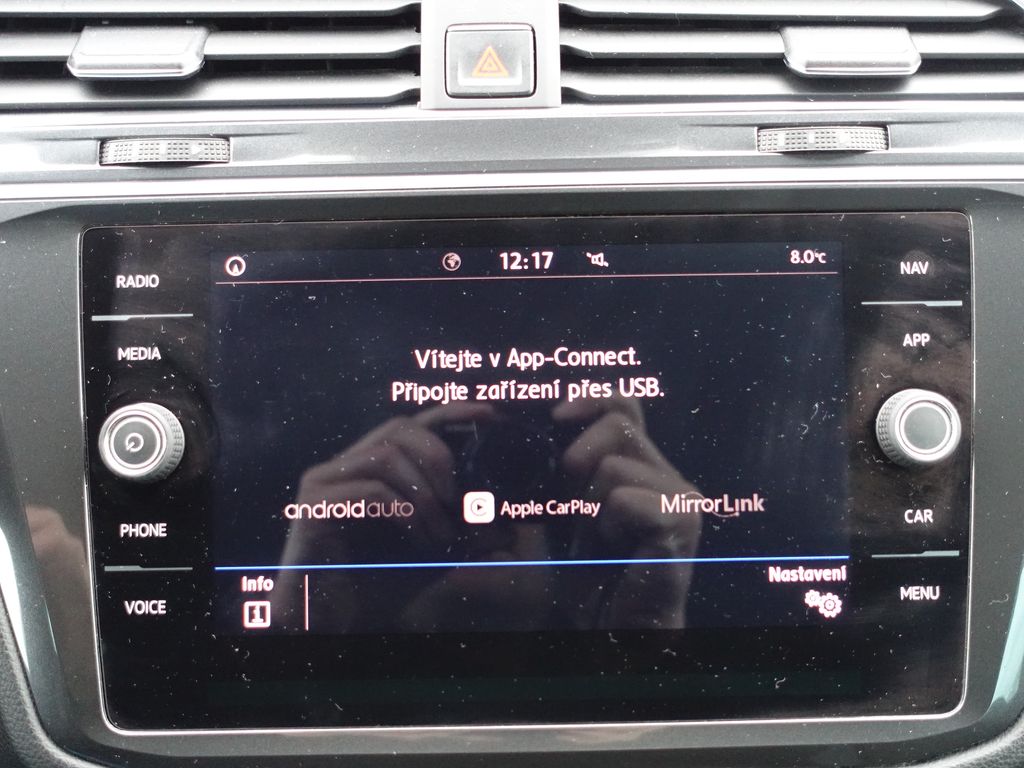 12:17
8.0°c
RADIO
MEDIA
PHONE
VOICE
Vítejte v App-Connect.
Připojte zařízení přes USB.
androidauto
Apple CarPlay
MirrorLink
Info
Nastavení
NAV
APP
CAR
MENU